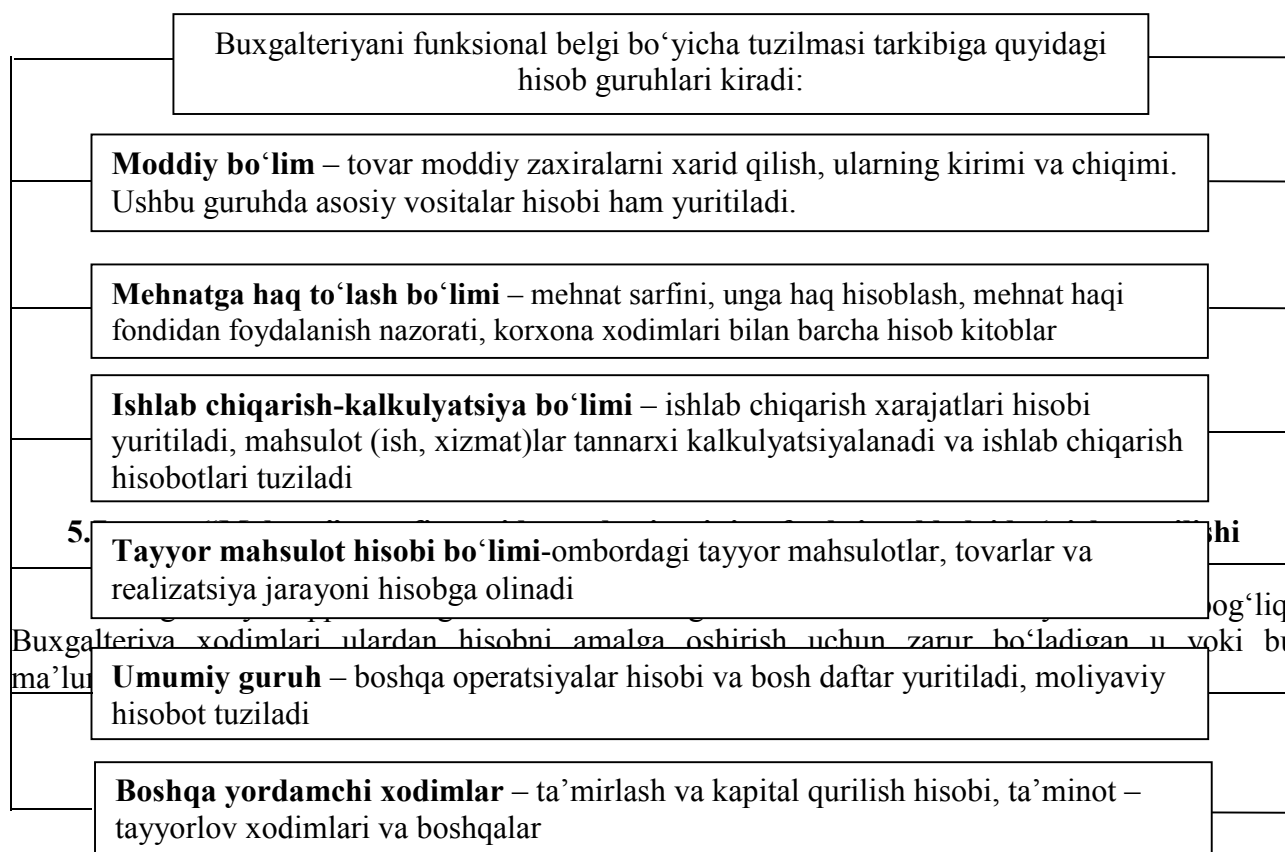 Buxgalteriyani funksional belgi bo‘yicha tuzilmasi tarkibiga quyidagi
hisob guruhlari kiradi:
Moddiy bo‘lim – tovar moddiy zaxiralarni xarid qilish, ularning kirimi va chiqimi.
Ushbu guruhda asosiy vositalar hisobi ham yuritiladi.
Mehnatga haq to‘lash bo‘limi – mehnat sarfini, unga haq hisoblash, mehnat haqi
fondidan foydalanish nazorati, korxona xodimlari bilan barcha hisob kitoblar
Ishlab chiqarish-kalkulyatsiya bo‘limi – ishlab chiqarish xarajatlari hisobi
yuritiladi, mahsulot (ish, xizmat)lar tannarxi kalkulyatsiyalanadi va ishlab chiqarish
hisobotlari tuziladi
5.
Tayyor mahsulot hisobi bo‘limi-ombordagi tayyor mahsulotlar, tovarlar va
realizatsiya jarayoni hisobga olinadi
Buxgalteriya xodimlari ulardan hisobni amalga oshirish uchun zarur bo‘ladigan u yoki bu
Umumiy guruh – boshqa operatsiyalar hisobi va bosh daftar yuritiladi, moliyaviy
hisobot tuziladi
Boshqa yordamchi xodimlar – ta’mirlash va kapital qurilish hisobi, ta’minot –
tayyorlov xodimlari va boshqalar